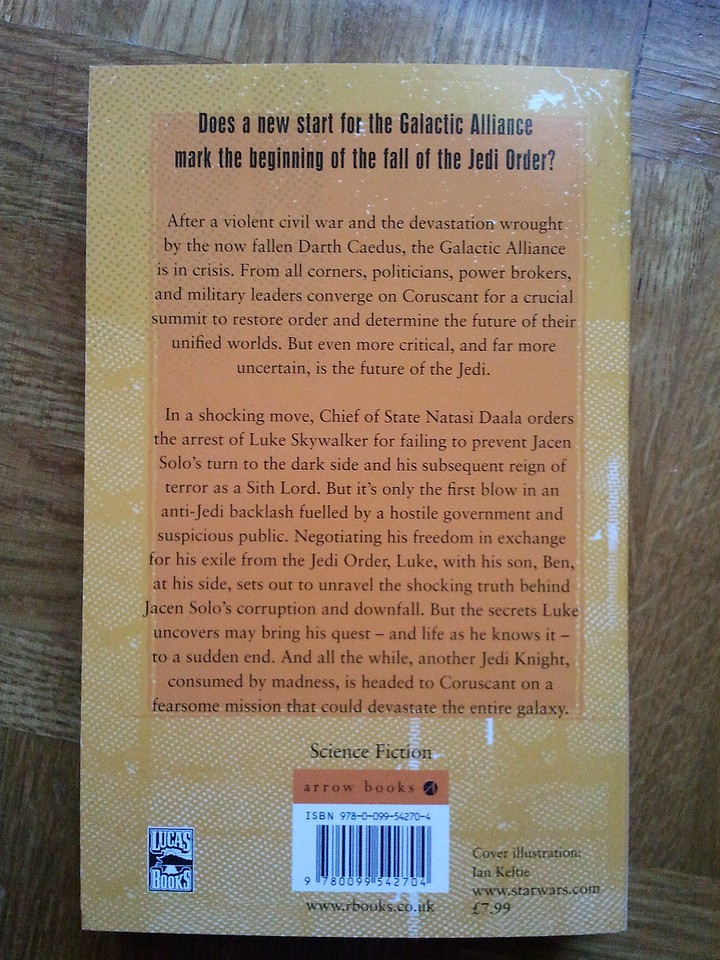 Does a new start for the Galactic Alliance
mark the beginning of the fall of the Jedi Order?
After a violent civil war and the devastation wrought
by the now fallen Darth Caedus, the Galactic Alliance
is in crisis. From all corners, politicians, power brokers,
and military leaders converge on Coruscant for a crucial
summit to restore order and determine the future of their
unified worlds. But even more critical, and far more
uncertain, is the future of the Jedi.
In a shocking move, Chief of State Natasi Daala orders
the arrest of Luke Skywalker for failing to prevent Jacen
Solo's turn to the dark side and his subsequent reign of
terror as a Sith Lord. But it's only the first blow in an
anti-Jedi backlash fuelled by a hostile government and
suspicious public. Negotiating his freedom in exchange
for his exile from the Jedi Order, Luke, with his son, Ben,
at his side, sets out to unravel the shocking truth behind
Jacen Solo's corruption and downfall. But the secrets Luke
uncovers may bring his quest – and life as he knows it –
to a sudden end. And all the while, another Jedi Knight,
consumed by madness, is headed to Coruscant on a
fearsome mission that could devastate the entire galaxy.
Science Fiction
arrow books
ISBN 978-0-099-54270-4
9 780099 542704
www.rbooks.co.uk
LUCAS
BOOKS
Cover illustration:
Ian Keltie
www.starwars.com
£7.99